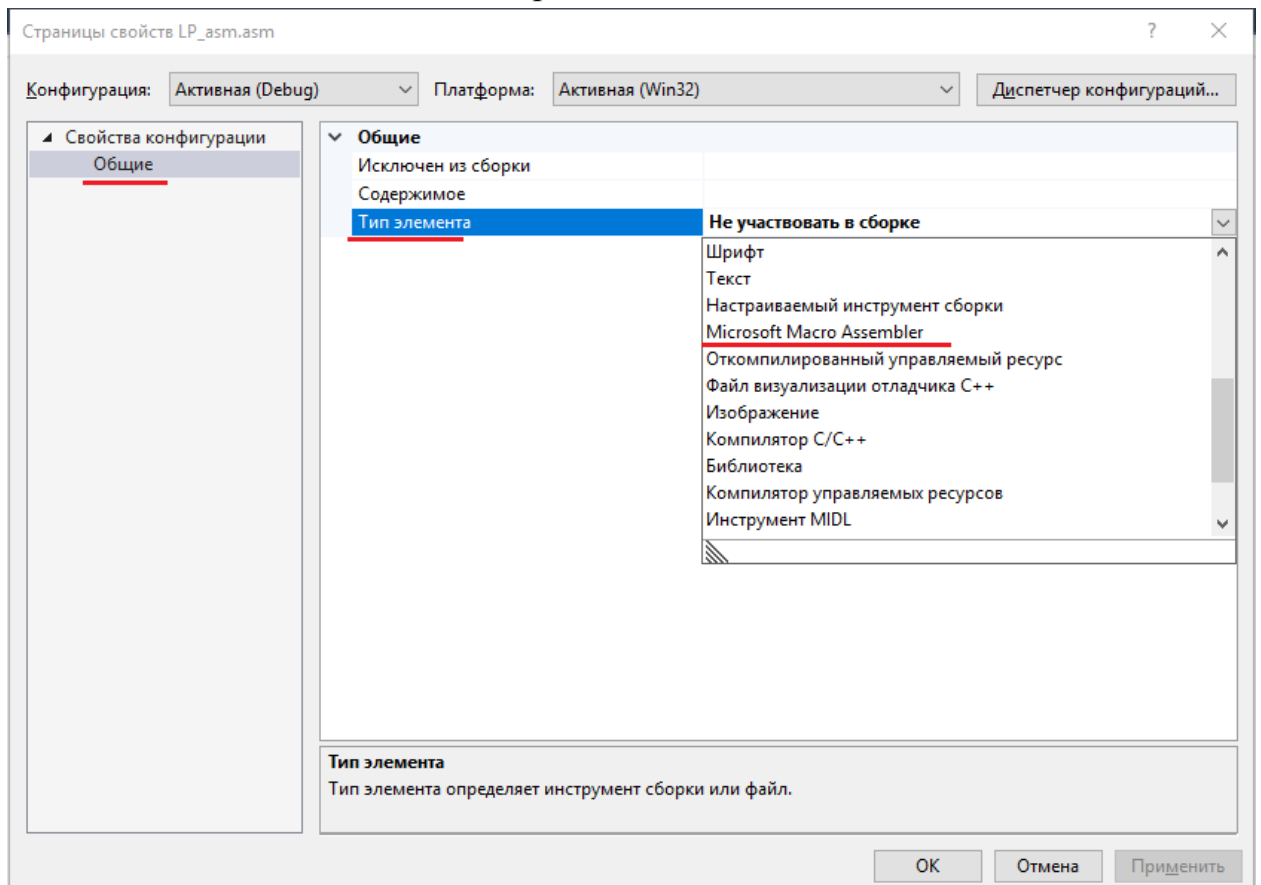 Страницы свойств LP_asm.asm
Конфигурация: Активная (Debug) Платформа: Активная (Win32) Диспетчер конфигураций...
Свойства конфигурации
Общие
Общие
Исключен из сборки
Содержимое
Тип элемента Не участвовать в сборке
Шрифт
Текст
Настраиваемый инструмент сборки
Microsoft Macro Assembler
Откомпилированный управляемый ресурс
Файл визуализации отладчика C++
Изображение
Компилятор C/C++
Библиотека
Компилятор управляемых ресурсов
Инструмент MIDL
Тип элемента
Тип элемента определяет инструмент сборки или файл.
ОК Отмена Применить